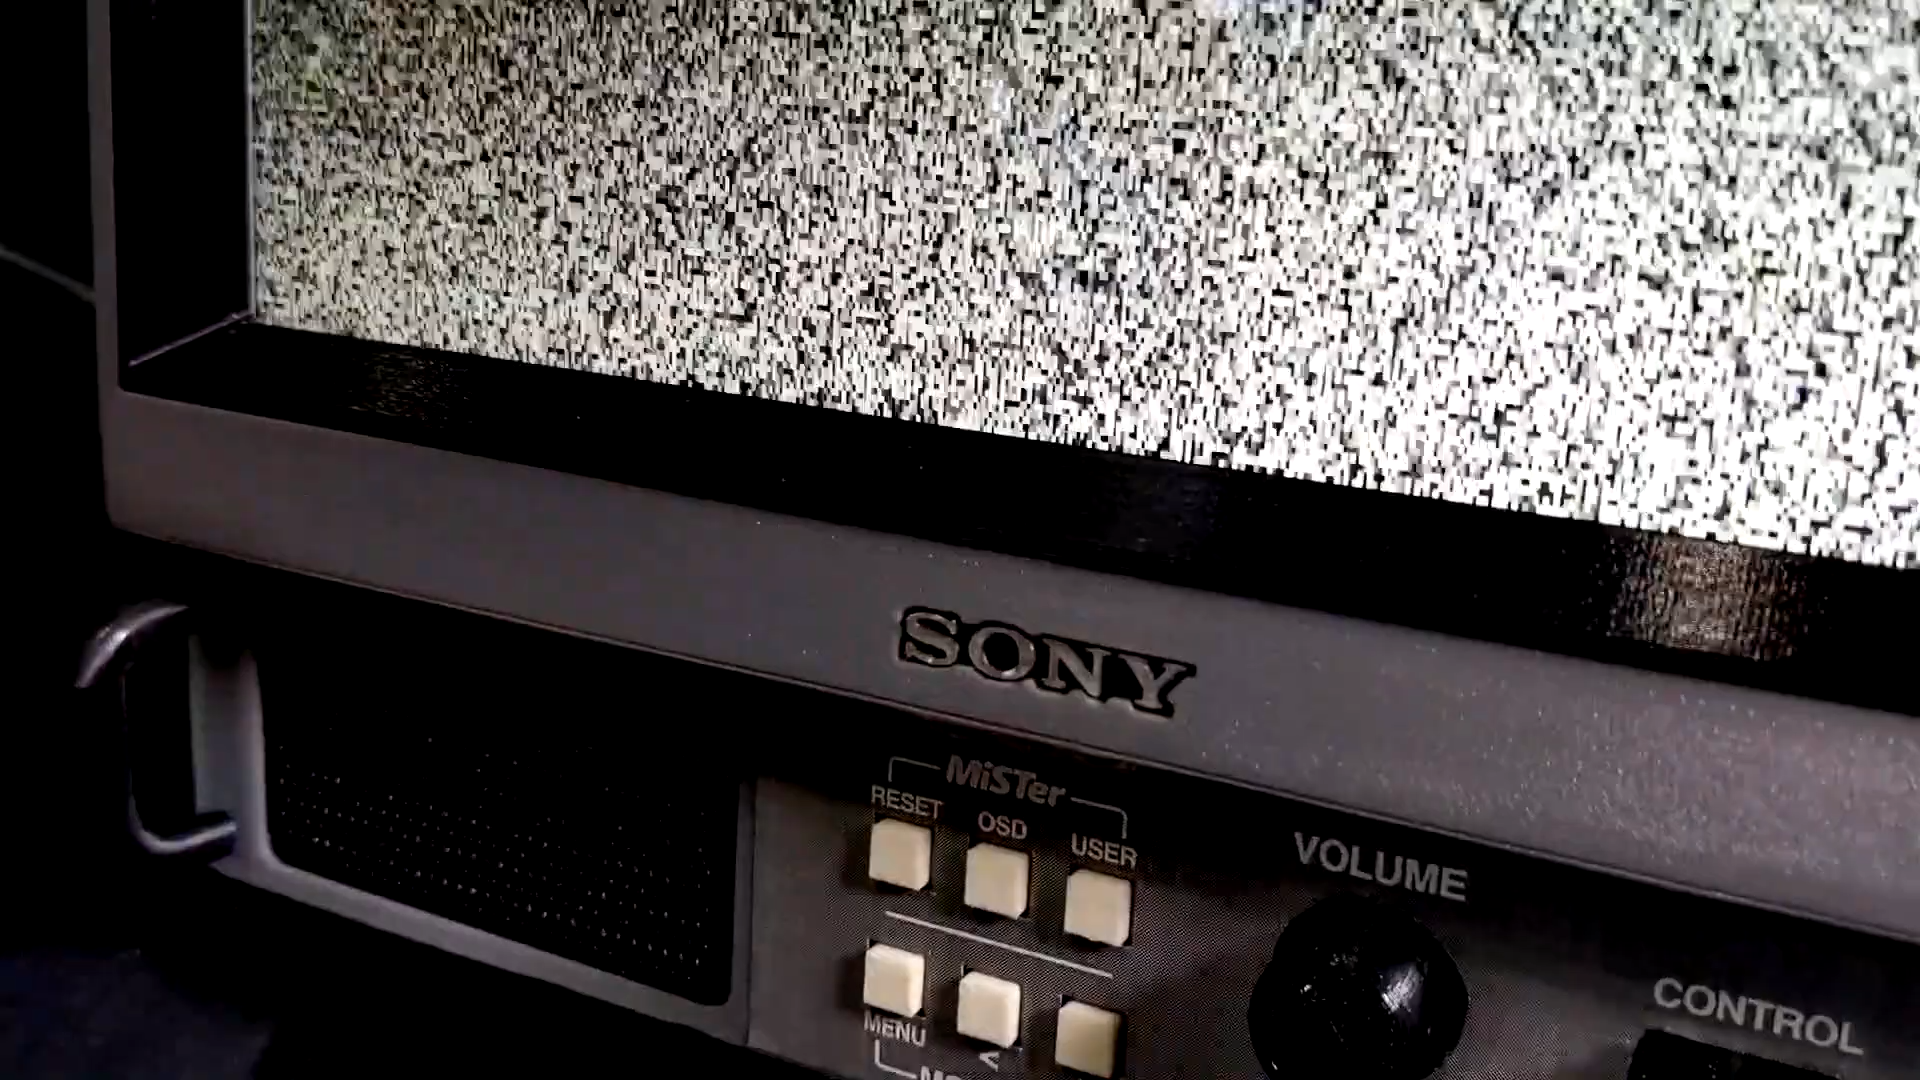 SONY
MiSTer
RESET OSD USER
VOLUME
MENU <
CONTROL